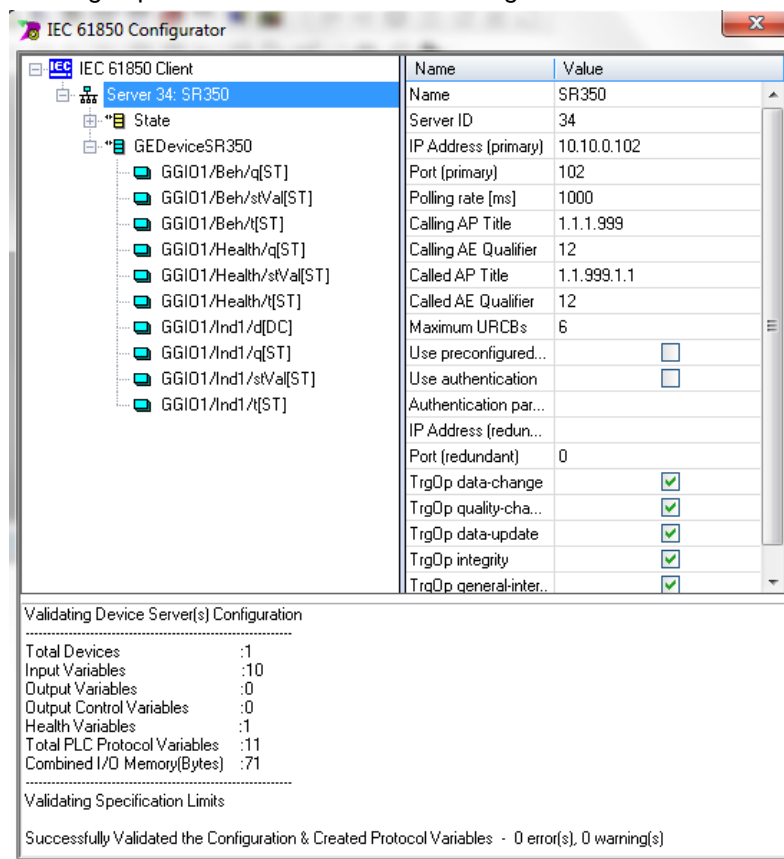 IEC 61850 Configurator
IEC IEC 61850 Client
Server 34: SR350
State
GEDeviceSR350
GGIO1/Beh/q[ST]
GGIO1/Beh/stVal[ST]
GGIO1/Beh/t[ST]
GGIO1/Health/q[ST]
GGIO1/Health/stVal[ST]
GGIO1/Health/t[ST]
GGIO1/Ind1/d[DC]
GGIO1/Ind1/q[ST]
GGIO1/Ind1/stVal[ST]
GGIO1/Ind1/t[ST]
Name Value
Name SR350
Server ID 34
IP Address (primary) 10.10.0.102
Port (primary) 102
Polling rate [ms] 1000
Calling AP Title 1.1.1.999
Calling AE Qualifier 12
Called AP Title 1.1.999.1.1
Called AE Qualifier 12
Maximum URCBs 6
Use preconfigured...
Use authentication
Authentication par...
IP Address (redun...
Port (redundant) 0
TrgOp data-change
TrgOp quality-cha...
TrgOp data-update
TrgOp integrity
TrgOp general-inter..
Validating Device Server(s) Configuration
Total Devices :1
Input Variables :10
Output Variables :0
Output Control Variables :0
Health Variables :1
Total PLC Protocol Variables :11
Combined I/O Memory(Bytes) :71
Validating Specification Limits
Successfully Validated the Configuration & Created Protocol Variables - 0 error(s), 0 warning(s)